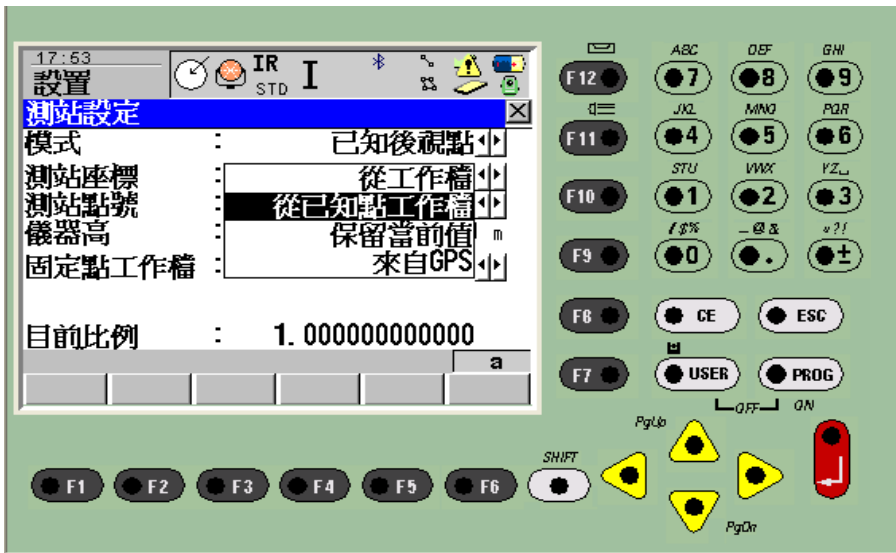 17:53
設置
IR
STD
I
測站設定
模式 : 已知後視點
測站座標 : 從工作檔
測站點號 : 從已知點工作檔
儀器高 : 保留當前值 m
固定點工作檔 : 來自GPS
目前比例 : 1.000000000000
a
F12
ABC
DEF
GHI
7
8
9
F11
JKL
MNO
PQR
4
5
6
F10
STU
VWX
YZ␣
1
2
3
F9
/$%
_@&
*?!
0
.
±
F8
CE
ESC
F7
USER
PROG
OFF
ON
PgUp
SHIFT
F1
F2
F3
F4
F5
F6
PgDn